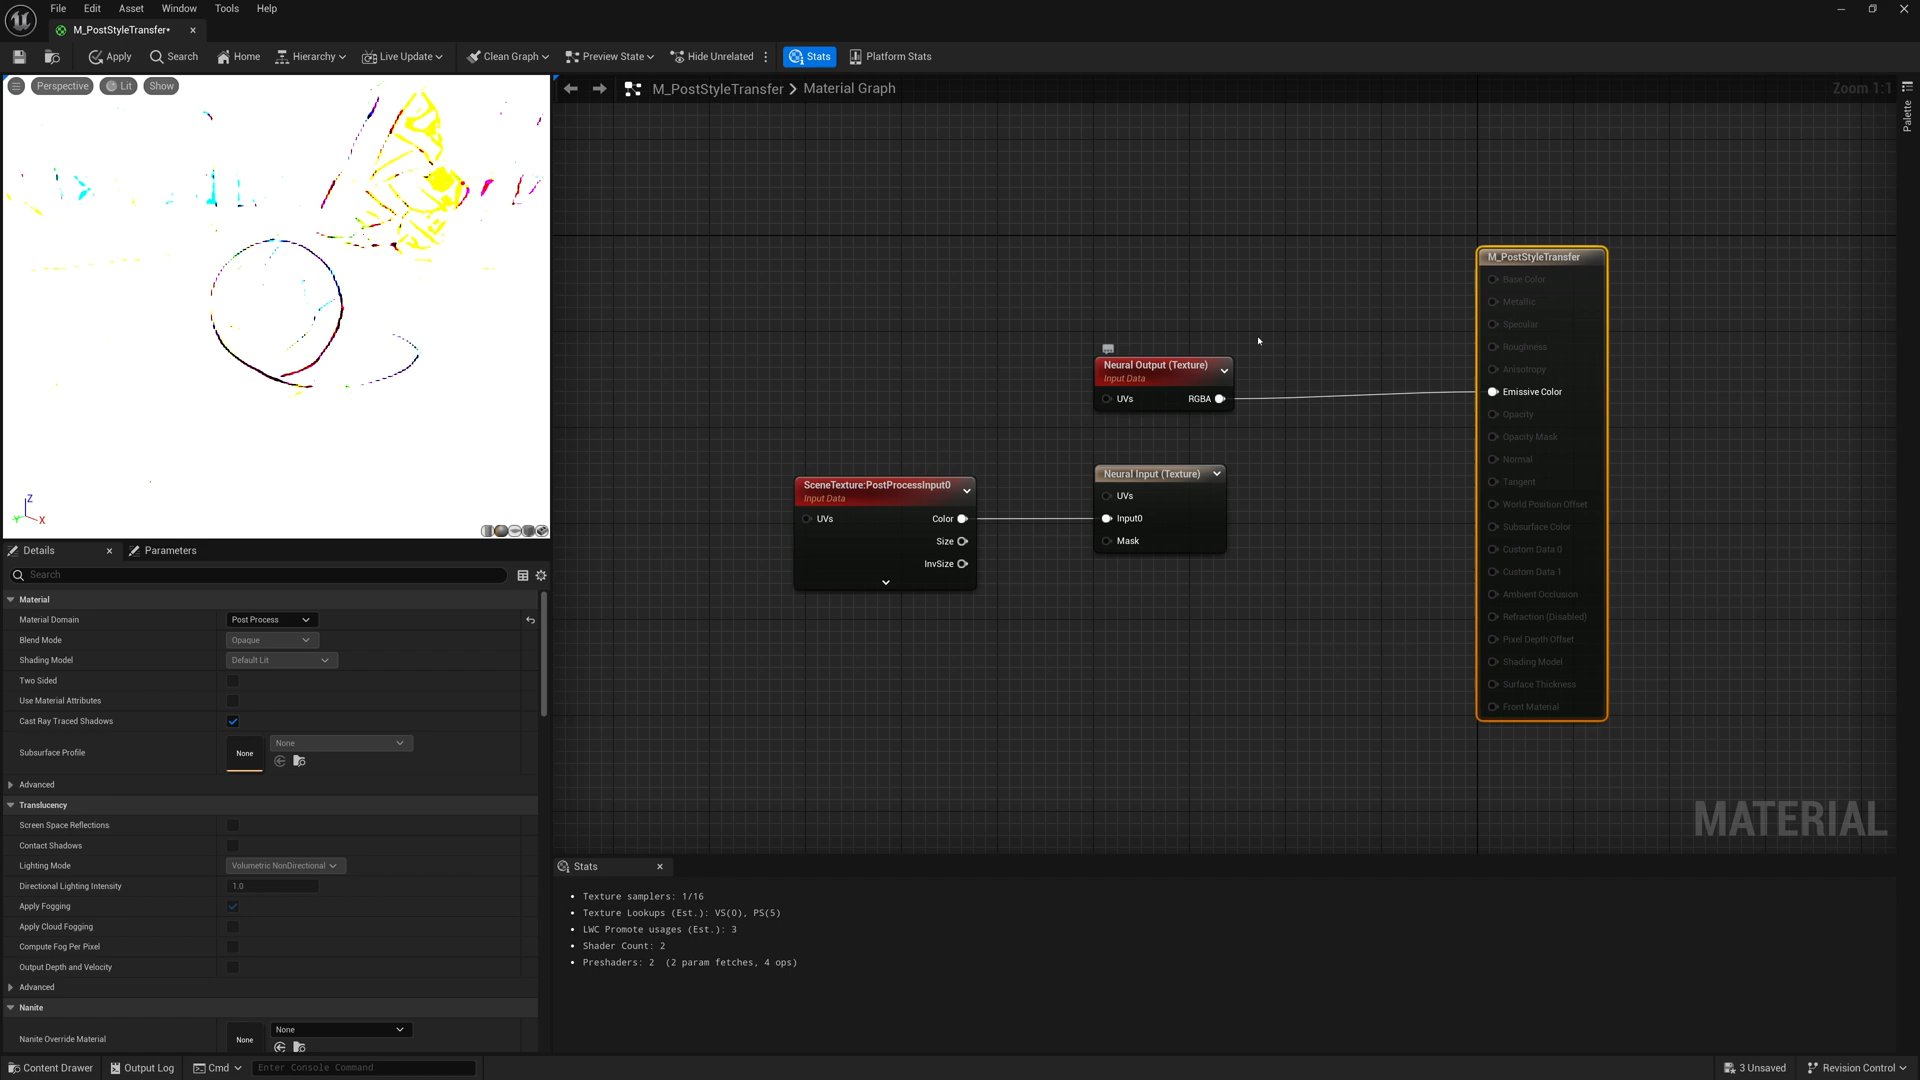 File Edit Asset Window Tools Help
M_PostStyleTransfer*
Apply Search Home Hierarchy Live Update Clean Graph Preview State Hide Unrelated Stats Platform Stats
Perspective Lit Show
M_PostStyleTransfer > Material Graph
Zoom 1:1
Palette
Z
Y X
M_PostStyleTransfer
Base Color
Metallic
Specular
Roughness
Anisotropy
Emissive Color
Opacity
Opacity Mask
Normal
Tangent
World Position Offset
Subsurface Color
Custom Data 0
Custom Data 1
Ambient Occlusion
Refraction (Disabled)
Pixel Depth Offset
Shading Model
Surface Thickness
Front Material
Neural Output (Texture)
Input Data
UVs RGBA
Neural Input (Texture)
UVs
Input0
Mask
SceneTexture:PostProcessInput0
Input Data
UVs Color
Size
InvSize
MATERIAL
Details Parameters
Search
Material
Material Domain Post Process
Blend Mode Opaque
Shading Model Default Lit
Two Sided
Use Material Attributes
Cast Ray Traced Shadows
Subsurface Profile None None
Advanced
Translucency
Screen Space Reflections
Contact Shadows
Lighting Mode Volumetric NonDirectional
Directional Lighting Intensity 1.0
Apply Fogging
Apply Cloud Fogging
Compute Fog Per Pixel
Output Depth and Velocity
Advanced
Nanite
Nanite Override Material None None
Stats
Texture samplers: 1/16
Texture Lookups (Est.): VS(0), PS(5)
LWC Promote usages (Est.): 3
Shader Count: 2
Preshaders: 2 (2 param fetches, 4 ops)
Content Drawer Output Log Cmd Enter Console Command 3 Unsaved Revision Control